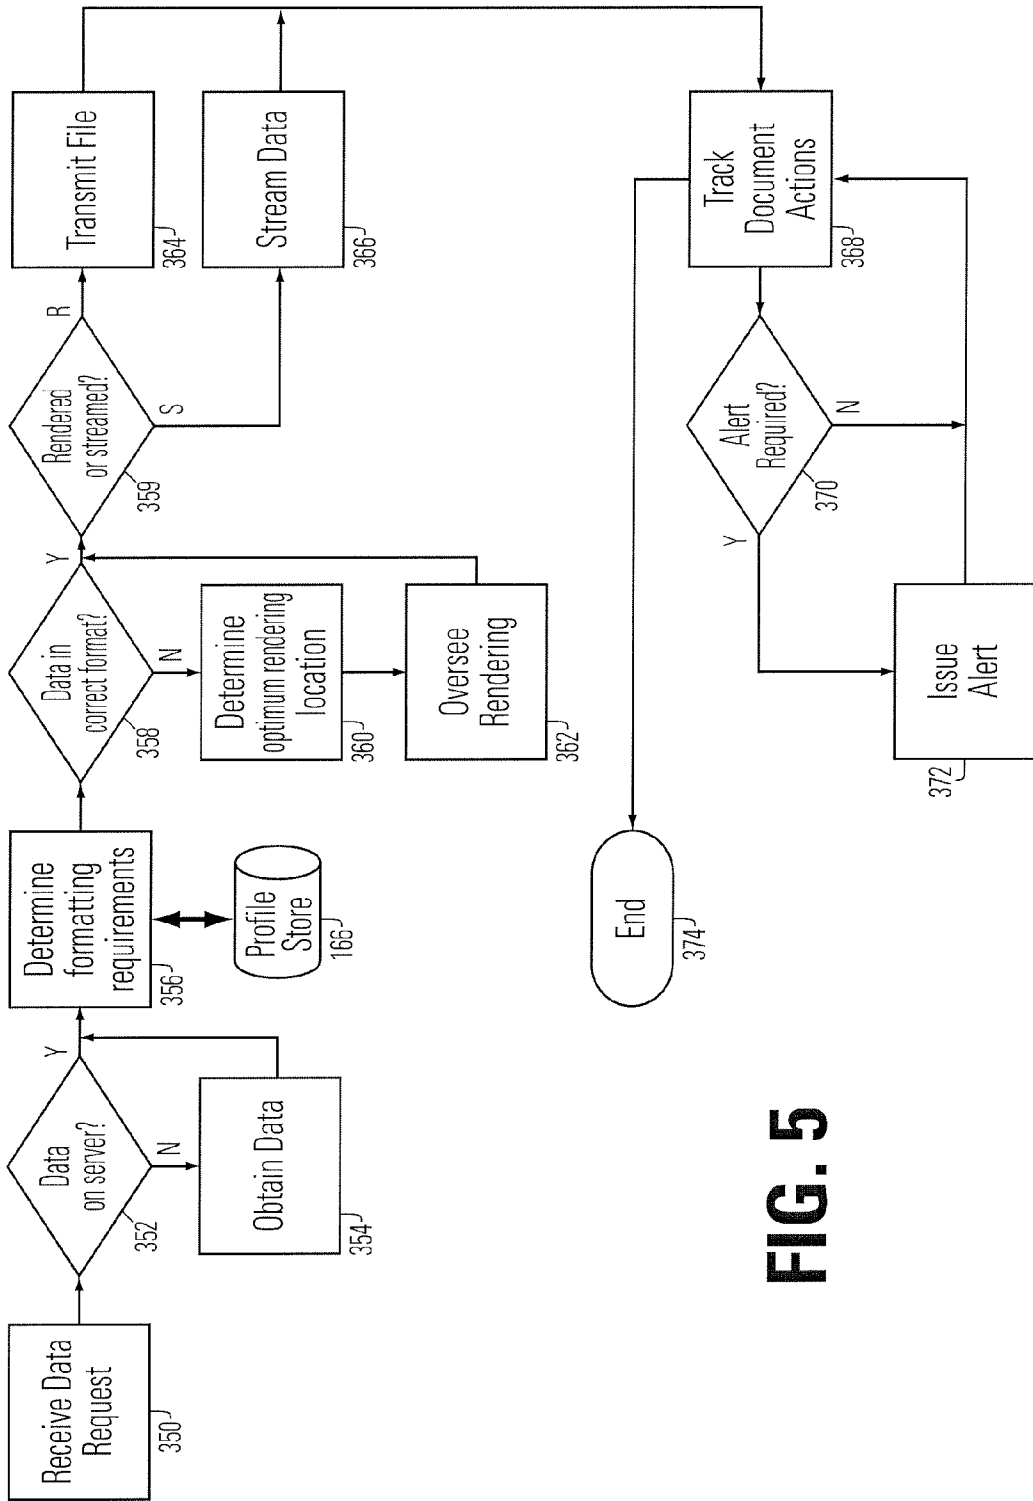 Receive Data
Request
350
Data
on server?
352
Y
N
Obtain Data
354
Determine
formatting
requirements
356
Profile
Store
166
Data in
correct format?
358
Y
N
Determine
optimum rendering
location
360
Oversee
Rendering
362
Rendered
or streamed?
359
R
S
Transmit File
364
Stream Data
366
Track
Document
Actions
368
Alert
Required?
370
Y
N
Issue
Alert
372
End
374
FIG. 5